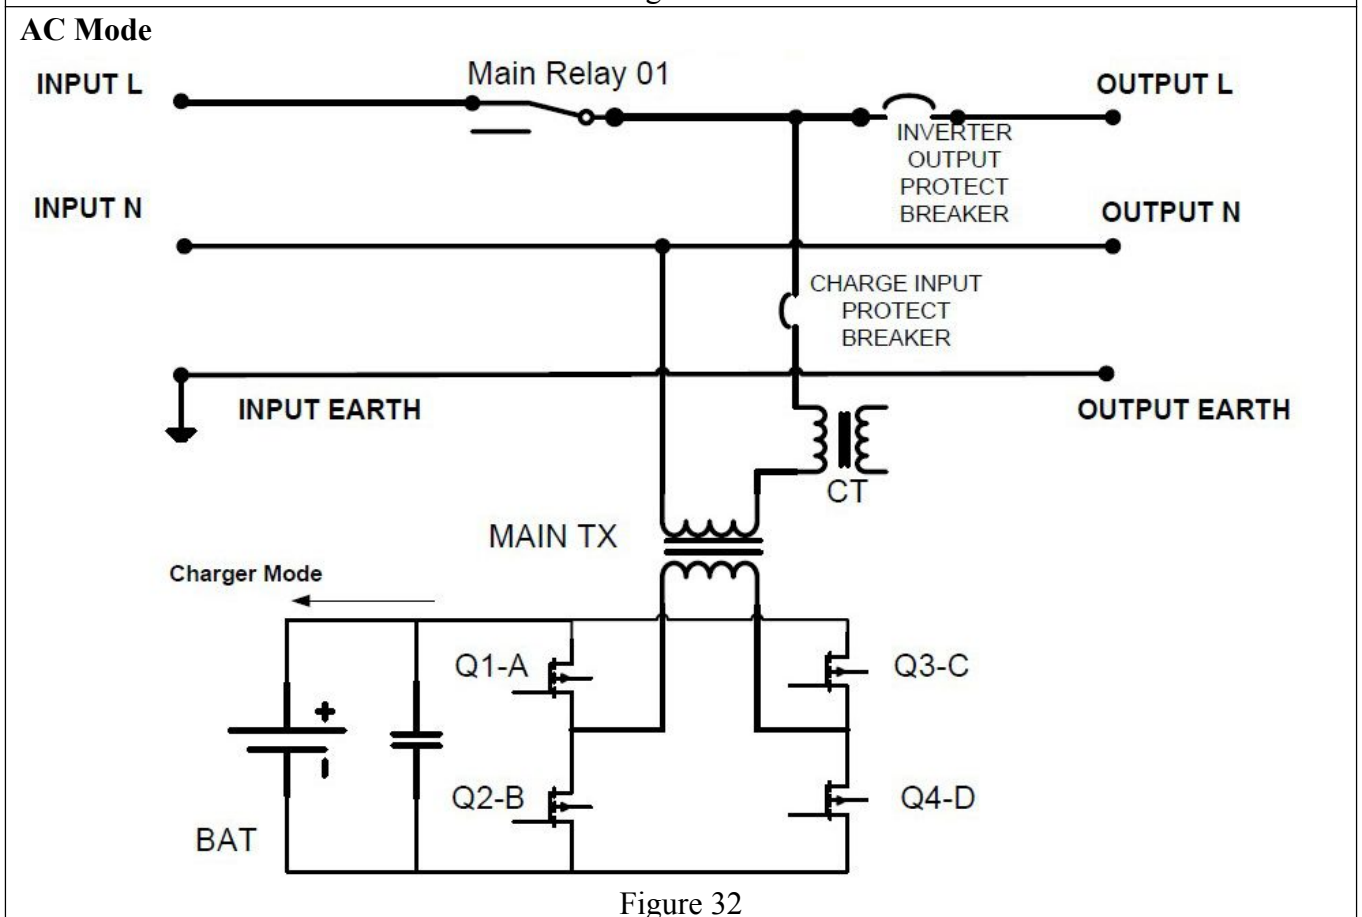 AC Mode
INPUT L
Main Relay 01
OUTPUT L
INVERTER
OUTPUT
PROTECT
BREAKER
INPUT N
OUTPUT N
CHARGE INPUT
PROTECT
BREAKER
INPUT EARTH
OUTPUT EARTH
CT
MAIN TX
Charger Mode
Q1-A
Q3-C
+
-
Q2-B
Q4-D
BAT
Figure 32